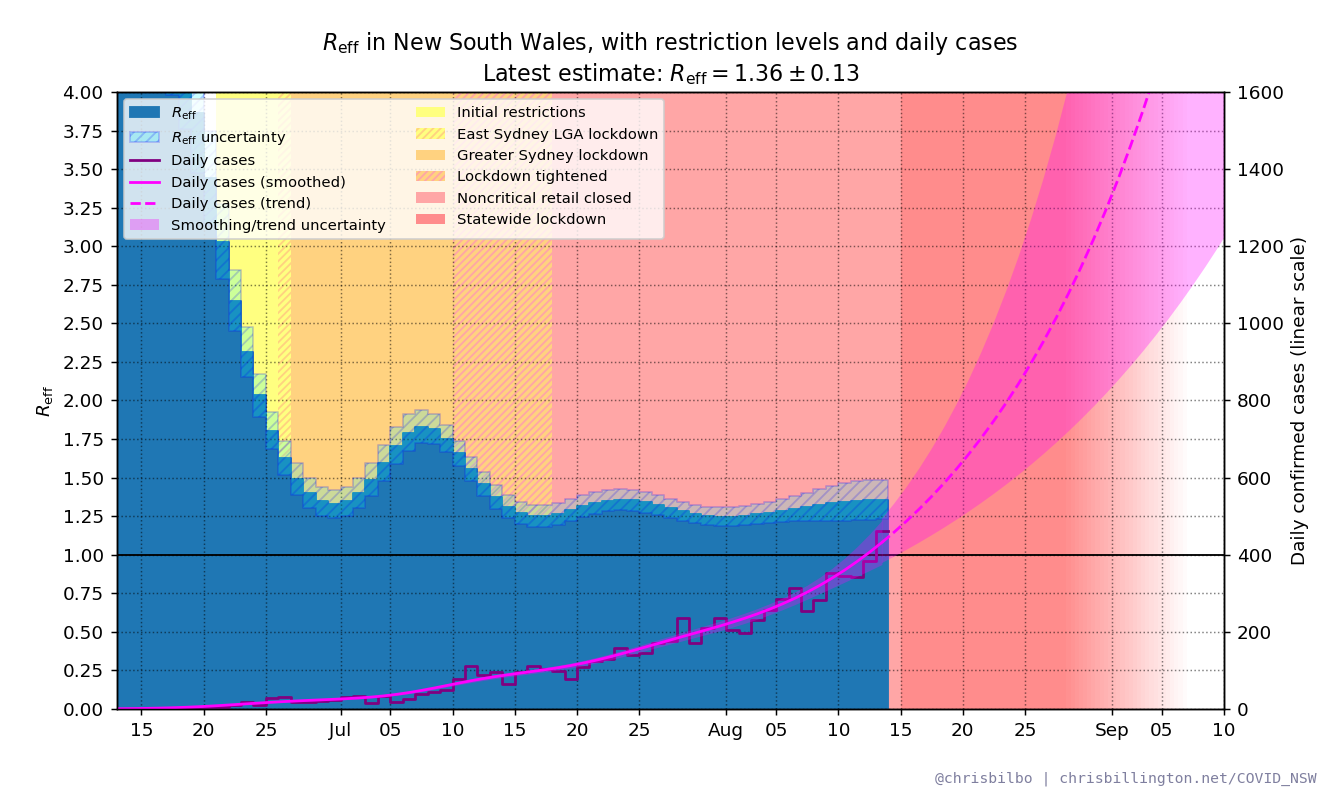 R_eff in New South Wales, with restriction levels and daily cases
Latest estimate: R_eff = 1.36 ± 0.13
R_eff
R_eff uncertainty
Daily cases
Daily cases (smoothed)
Daily cases (trend)
Smoothing/trend uncertainty
Initial restrictions
East Sydney LGA lockdown
Greater Sydney lockdown
Lockdown tightened
Noncritical retail closed
Statewide lockdown
R_eff
4.00
3.75
3.50
3.25
3.00
2.75
2.50
2.25
2.00
1.75
1.50
1.25
1.00
0.75
0.50
0.25
0.00
1600
1400
1200
1000
800
600
400
200
0
Daily confirmed cases (linear scale)
15 20 25 Jul 05 10 15 20 25 Aug 05 10 15 20 25 Sep 05 10
@chrisbilbo | chrisbillington.net/COVID_NSW